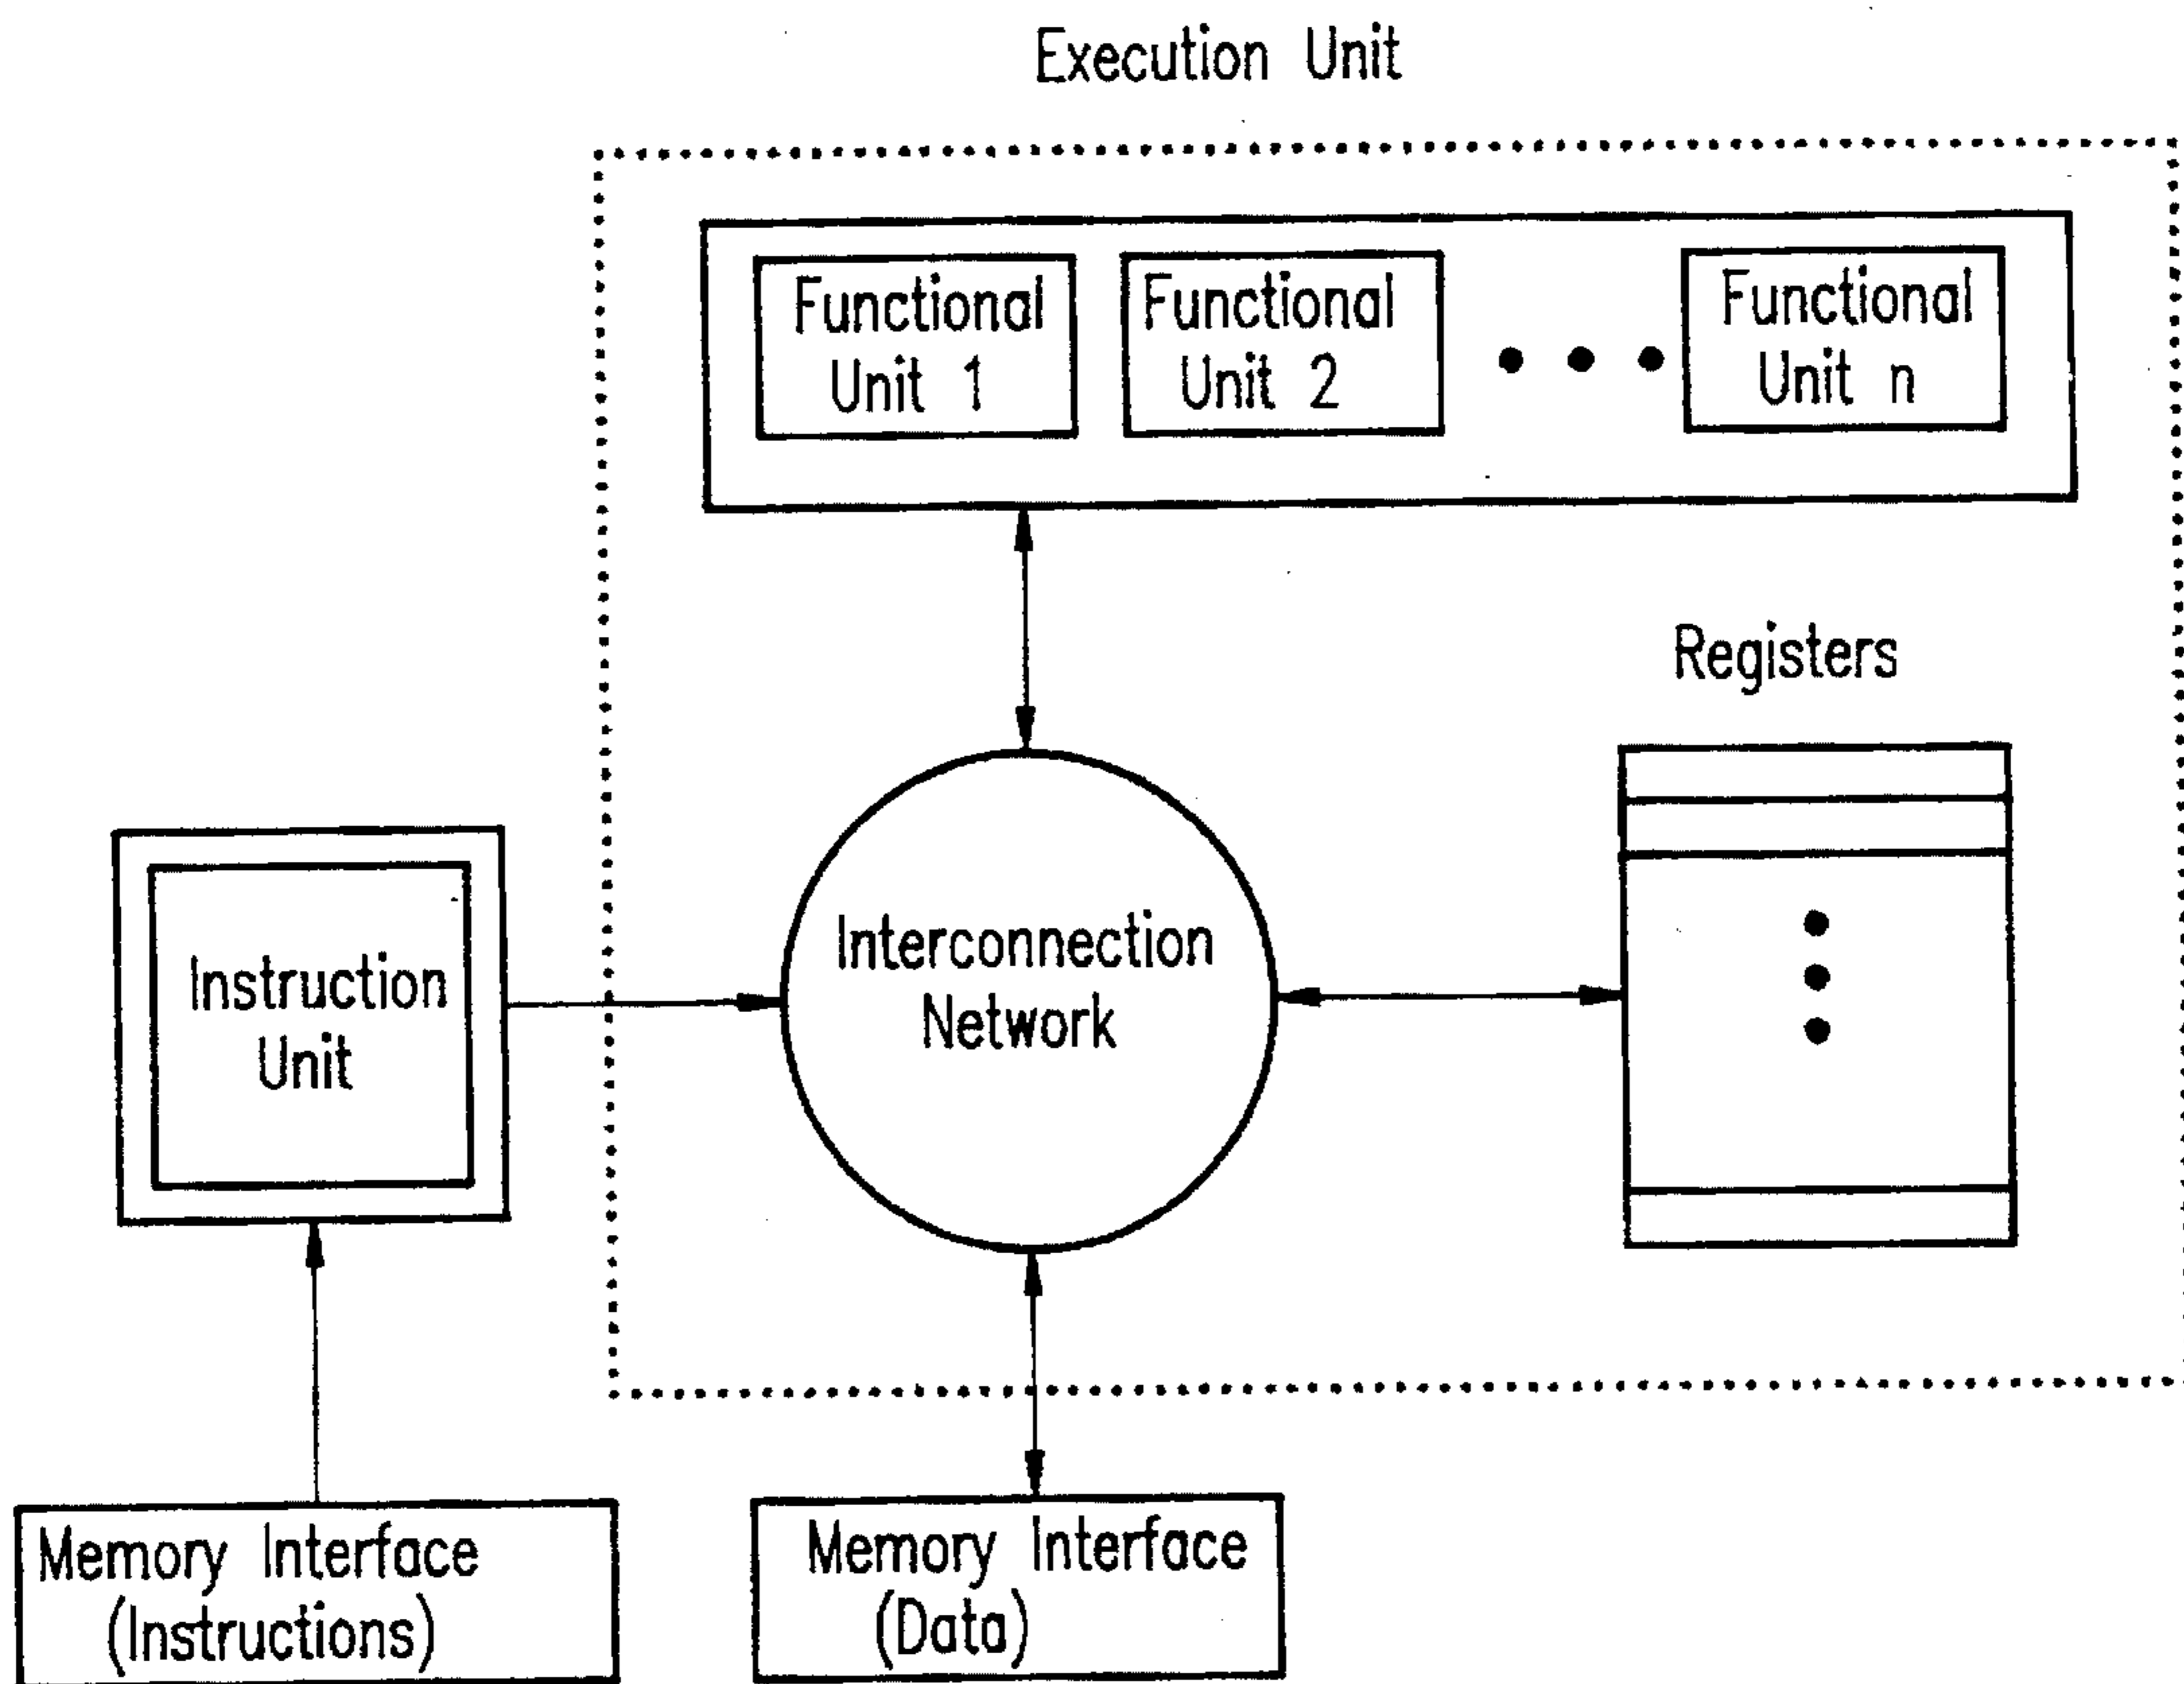 Execution Unit
Functional
Unit 1
Functional
Unit 2
Functional
Unit n
Registers
Interconnection
Network
Instruction
Unit
Memory Interface
(Instructions)
Memory Interface
(Data)